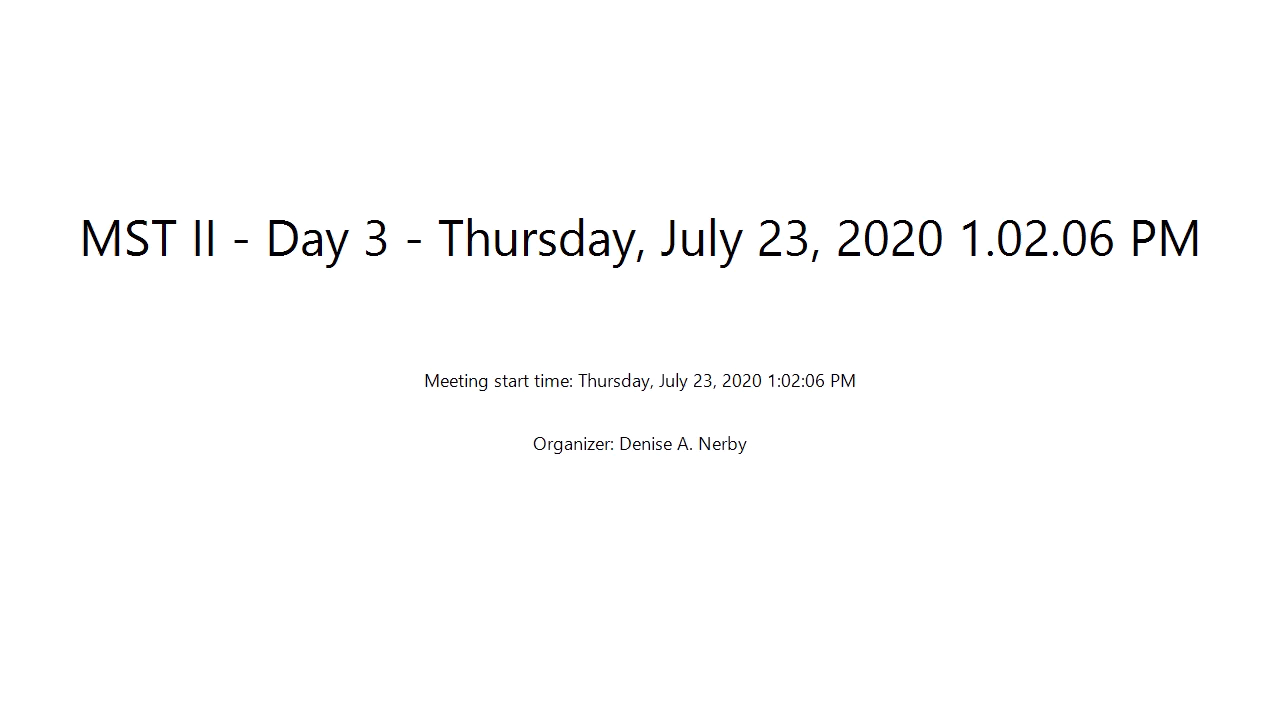 MST II - Day 3 - Thursday, July 23, 2020 1.02.06 PM
Meeting start time: Thursday, July 23, 2020 1:02:06 PM
Organizer: Denise A. Nerby